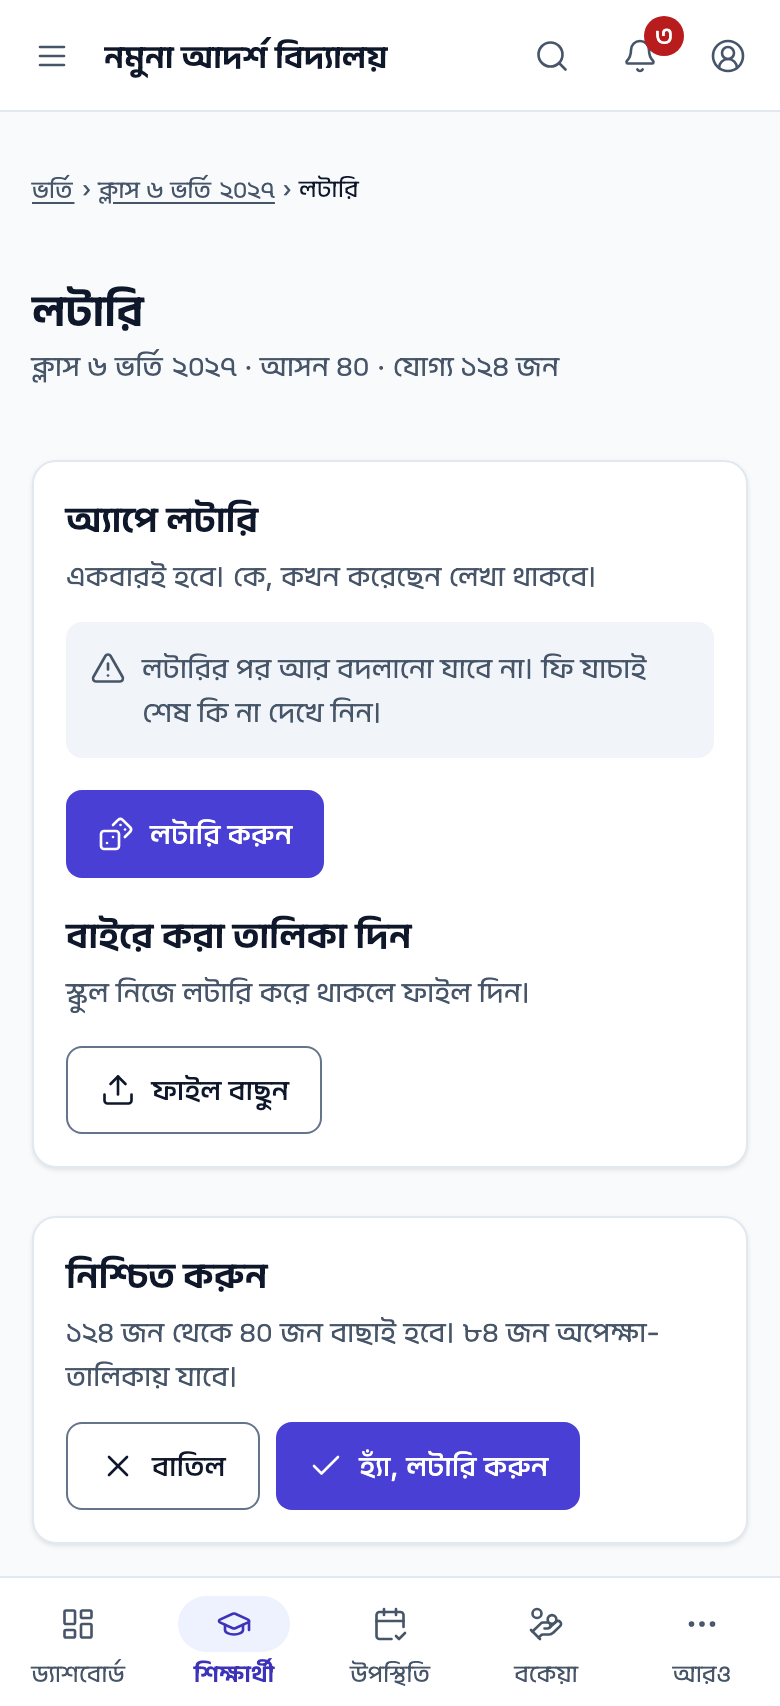 নমুনা আদর্শ বিদ্যালয়
৩
ভর্তি › ক্লাস ৬ ভর্তি ২০২৭ › লটারি
লটারি
ক্লাস ৬ ভর্তি ২০২৭ · আসন ৪০ · যোগ্য ১২৪ জন
অ্যাপে লটারি
একবারই হবে। কে, কখন করেছেন লেখা থাকবে।
লটারির পর আর বদলানো যাবে না। ফি যাচাই
শেষ কি না দেখে নিন।
লটারি করুন
বাইরে করা তালিকা দিন
স্কুল নিজে লটারি করে থাকলে ফাইল দিন।
ফাইল বাছুন
নিশ্চিত করুন
১২৪ জন থেকে ৪০ জন বাছাই হবে। ৮৪ জন অপেক্ষা-
তালিকায় যাবে।
বাতিল
হ্যাঁ, লটারি করুন
ড্যাশবোর্ড
শিক্ষার্থী
উপস্থিতি
বকেয়া
আরও